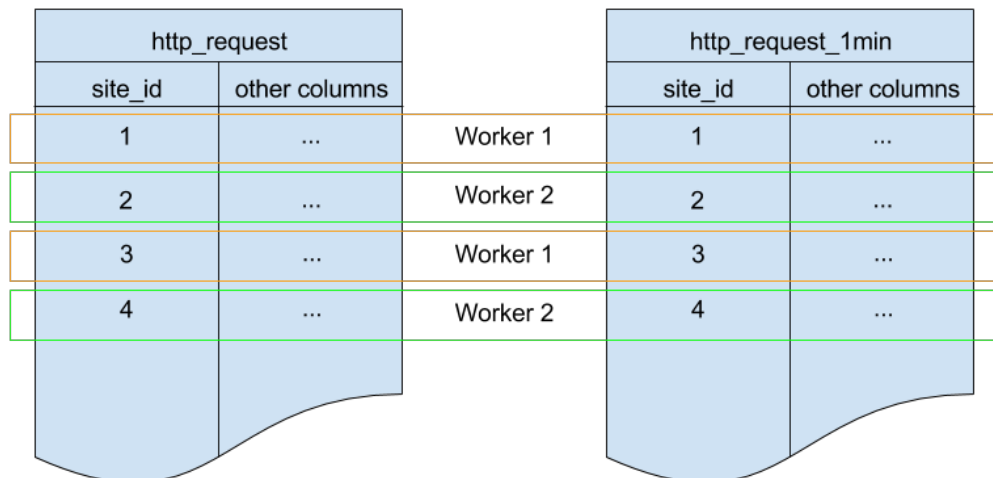 http_request http_request_1min
site_id other columns site_id other columns
1 ... Worker 1 1 ...
2 ... Worker 2 2 ...
3 ... Worker 1 3 ...
4 ... Worker 2 4 ...